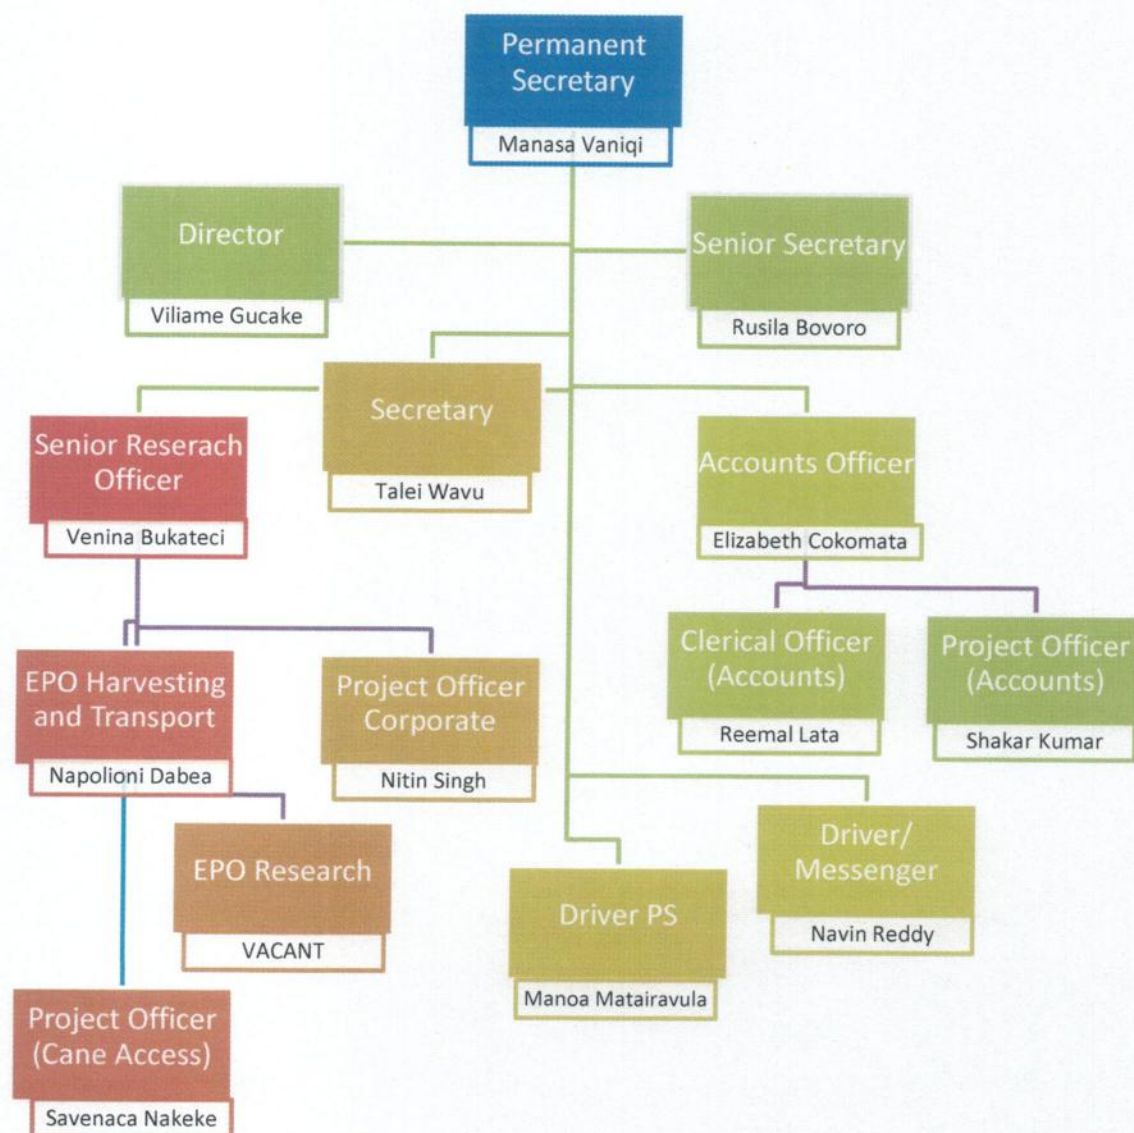 Permanent
Secretary
Manasa Vaniqi
Director
Viliame Gucake
Senior Secretary
Rusila Bovoro
Secretary
Talei Wavu
Senior Reserach
Officer
Venina Bukateci
Accounts Officer
Elizabeth Cokomata
EPO Harvesting
and Transport
Napolioni Dabea
Project Officer
Corporate
Nitin Singh
Clerical Officer
(Accounts)
Reemal Lata
Project Officer
(Accounts)
Shakar Kumar
EPO Research
VACANT
Driver PS
Manoa Matairavula
Driver/
Messenger
Navin Reddy
Project Officer
(Cane Access)
Savenaca Nakeke